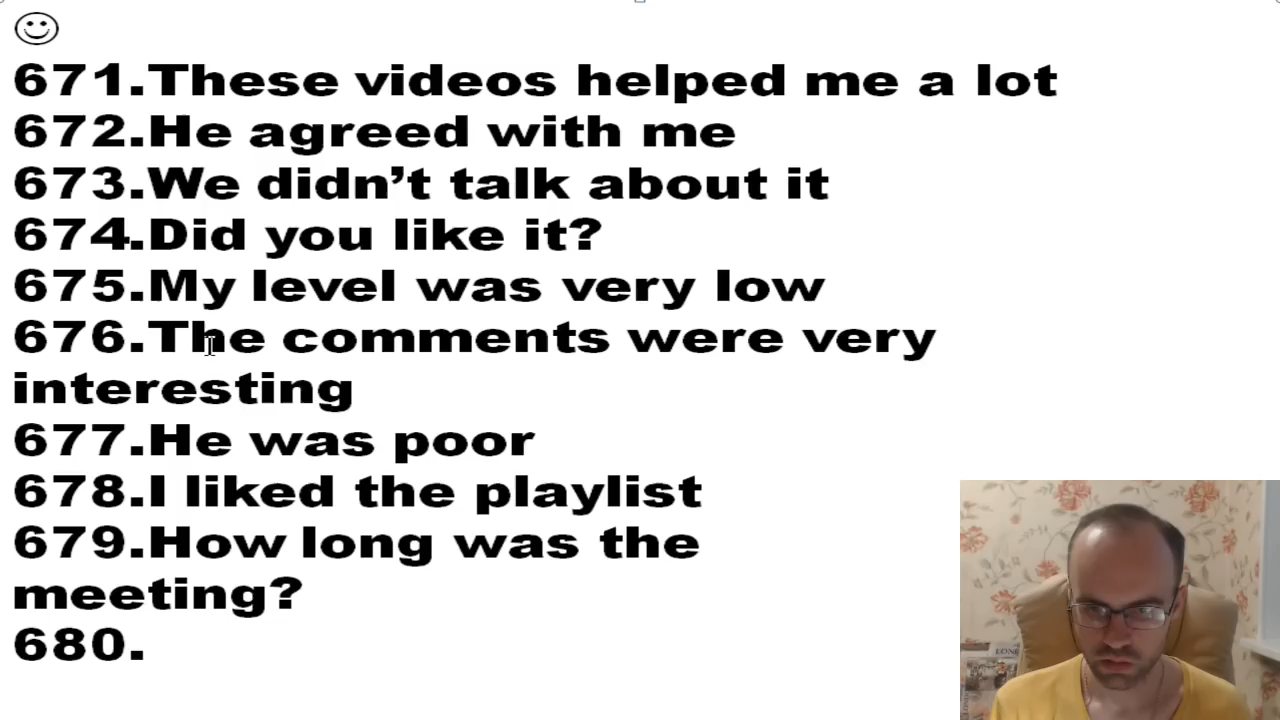 671.These videos helped me a lot
672.He agreed with me
673.We didn't talk about it
674.Did you like it?
675.My level was very low
676.The comments were very
interesting
677.He was poor
678.I liked the playlist
679.How long was the
meeting?
680.